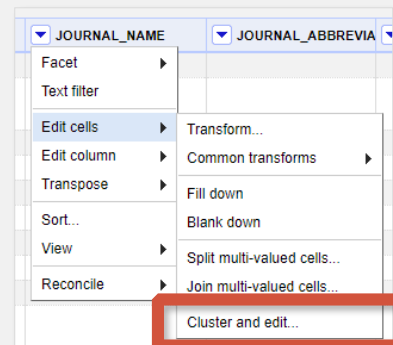 JOURNAL_NAME
JOURNAL_ABBREVIA
Facet
Text filter
Edit cells
Edit column
Transpose
Sort...
View
Reconcile
Transform...
Common transforms
Fill down
Blank down
Split multi-valued cells...
Join multi-valued cells...
Cluster and edit...